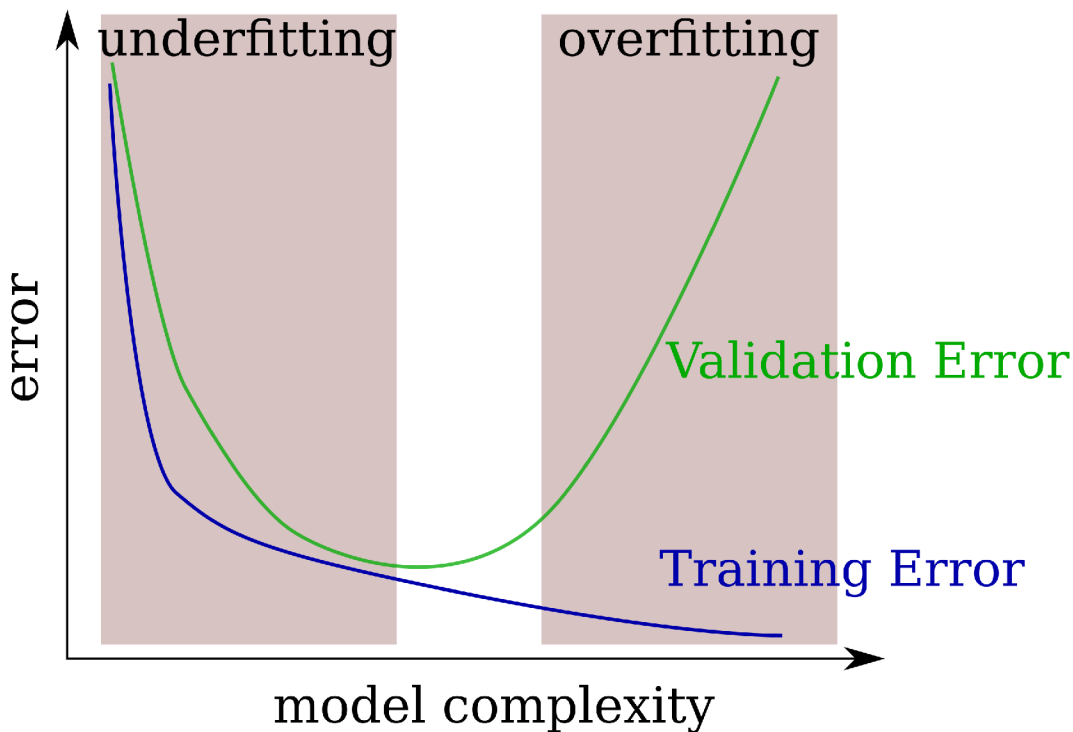 underfitting
overfitting
error
Validation Error
Training Error
model complexity